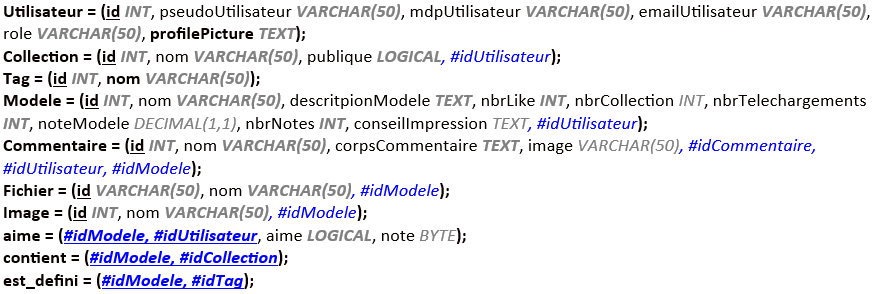 Utilisateur = (id INT, pseudoUtilisateur VARCHAR(50), mdpUtilisateur VARCHAR(50), emailUtilisateur VARCHAR(50),
role VARCHAR(50), profilePicture TEXT);
Collection = (id INT, nom VARCHAR(50), publique LOGICAL, #idUtilisateur);
Tag = (id INT, nom VARCHAR(50));
Modele = (id INT, nom VARCHAR(50), descritpionModele TEXT, nbrLike INT, nbrCollection INT, nbrTelechargements
INT, noteModele DECIMAL(1,1), nbrNotes INT, conseilImpression TEXT, #idUtilisateur);
Commentaire = (id INT, nom VARCHAR(50), corpsCommentaire TEXT, image VARCHAR(50), #idCommentaire,
#idUtilisateur, #idModele);
Fichier = (id VARCHAR(50), nom VARCHAR(50), #idModele);
Image = (id INT, nom VARCHAR(50), #idModele);
aime = (#idModele, #idUtilisateur, aime LOGICAL, note BYTE);
contient = (#idModele, #idCollection);
est_defini = (#idModele, #idTag);